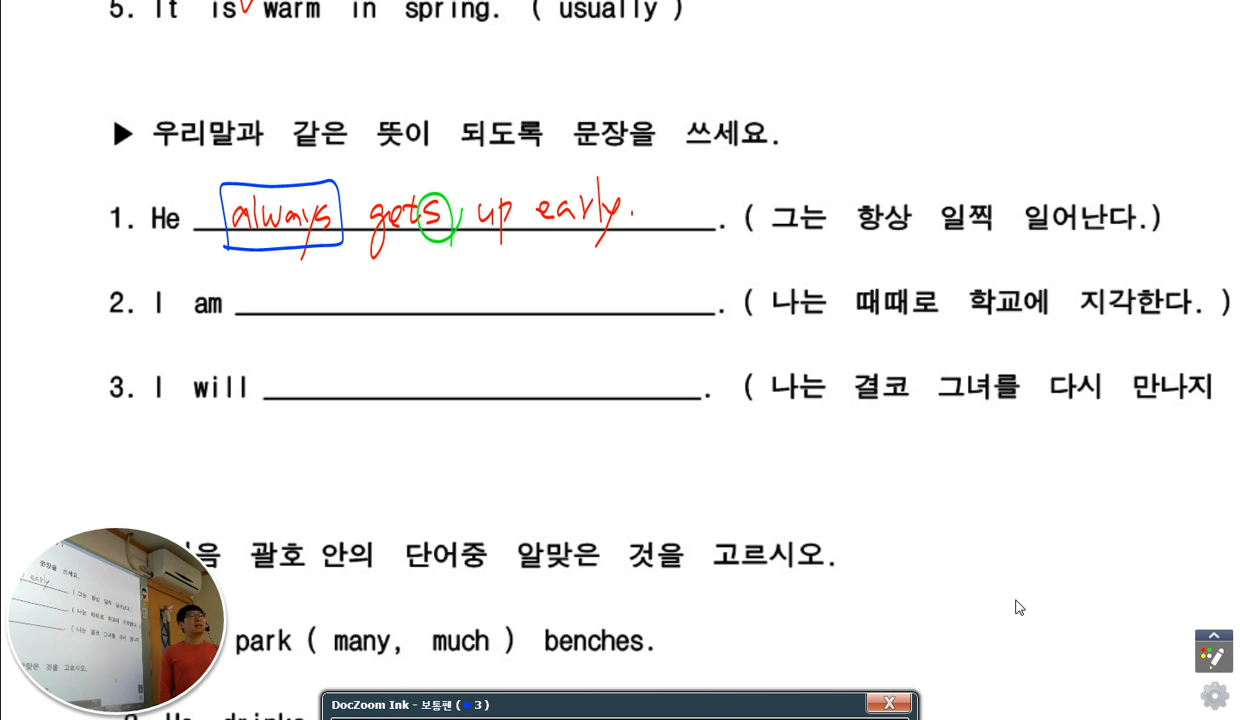 5. It is warm in spring. ( usually )
▶ 우리말과 같은 뜻이 되도록 문장을 쓰세요.
1. He always gets up early. . ( 그는 항상 일찍 일어난다.)
2. I am . ( 나는 때때로 학교에 지각한다. )
3. I will . ( 나는 결코 그녀를 다시 만나지
음 괄호 안의 단어중 알맞은 것을 고르시오.
park ( many, much ) benches.
He drinks
DocZoom Ink - 보통펜 ( 3 )